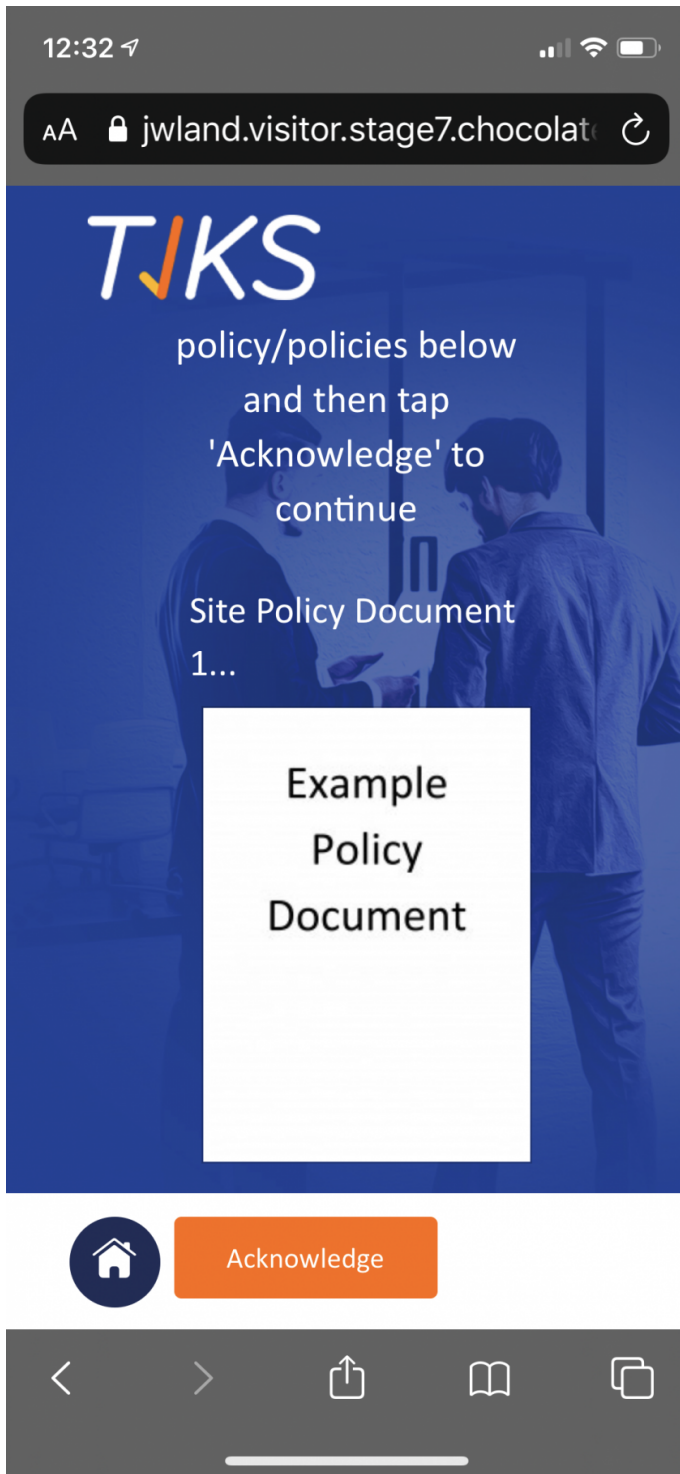 12:32
AA jwland.visitor.stage7.chocolat
TIKS
policy/policies below
and then tap
'Acknowledge' to
continue
Site Policy Document
1...
Example
Policy
Document
Acknowledge